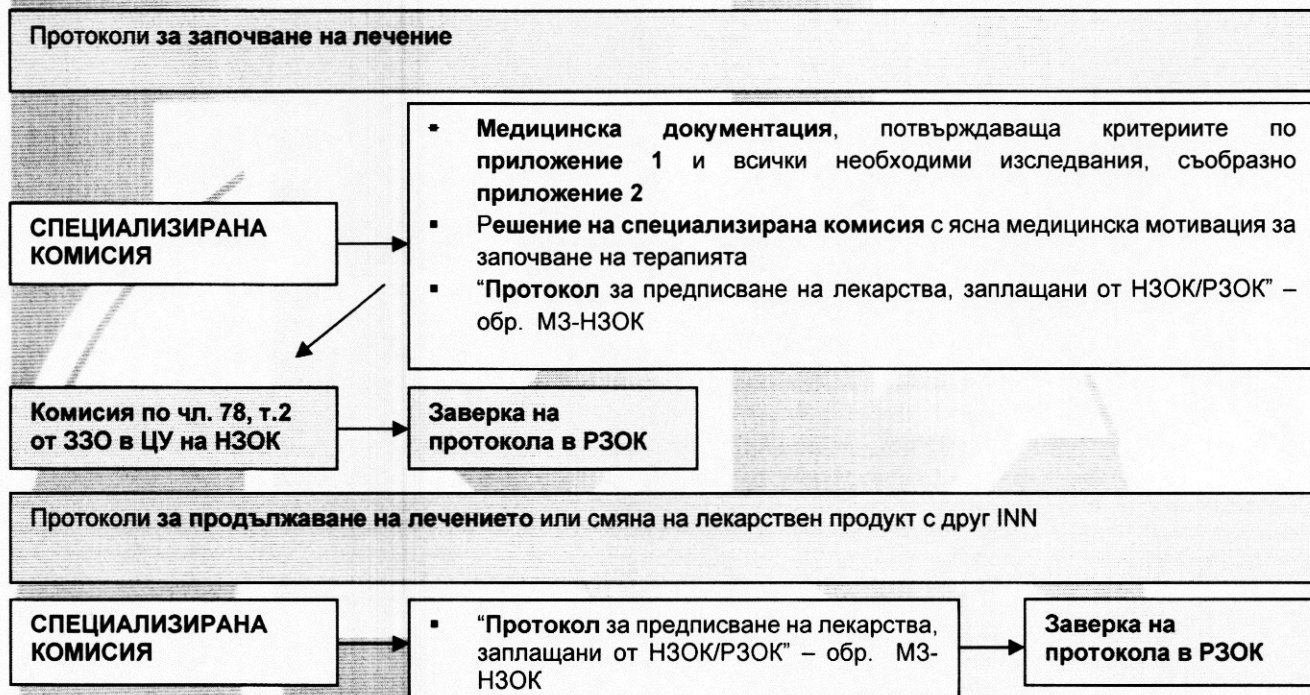 Протоколи за започване на лечение
СПЕЦИАЛИЗИРАНА
КОМИСИЯ
▪ Медицинска документация, потвърждаваща критериите по
приложение 1 и всички необходими изследвания, съобразно
приложение 2
▪ Решение на специализирана комисия с ясна медицинска мотивация за
започване на терапията
▪ “Протокол за предписване на лекарства, заплащани от НЗОК/РЗОК” –
обр. МЗ-НЗОК
Комисия по чл. 78, т.2
от ЗЗО в ЦУ на НЗОК
Заверка на
протокола в РЗОК
Протоколи за продължаване на лечението или смяна на лекарствен продукт с друг INN
СПЕЦИАЛИЗИРАНА
КОМИСИЯ
▪ “Протокол за предписване на лекарства,
заплащани от НЗОК/РЗОК” – обр. МЗ-
НЗОК
Заверка на
протокола в РЗОК